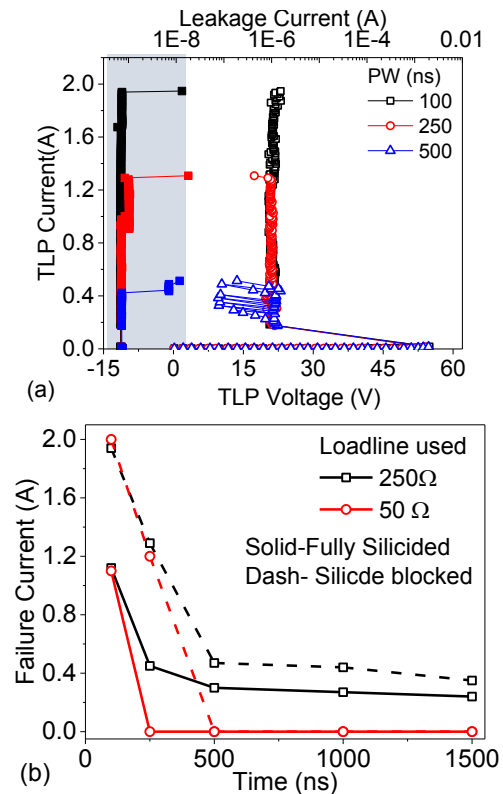 Leakage Current (A)
1E-8 1E-6 1E-4 0.01
PW (ns)
100
250
500
TLP Current(A)
2.0
1.6
1.2
0.8
0.4
0.0
-15 0 15 30 45 60
(a)
TLP Voltage (V)
Failure Current (A)
2.0
1.6
1.2
0.8
0.4
0.0
Loadline used
250Ω
50 Ω
Solid-Fully Silicided
Dash- Silicde blocked
0 500 1000 1500
(b)
Time (ns)